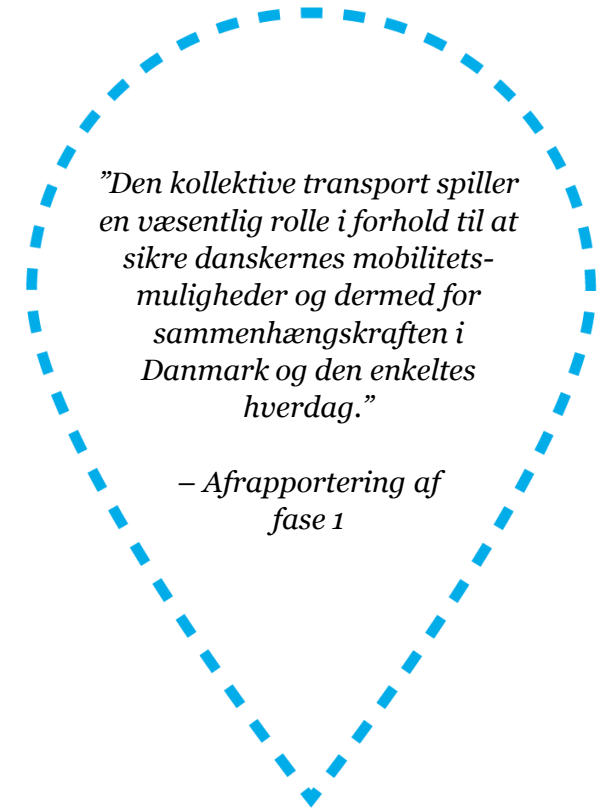 ”Den kollektive transport spiller
en væsentlig rolle i forhold til at
sikre danskernes mobilitets-
muligheder og dermed for
sammenhængskraften i
Danmark og den enkeltes
hverdag.”
– Afrapportering af
fase 1